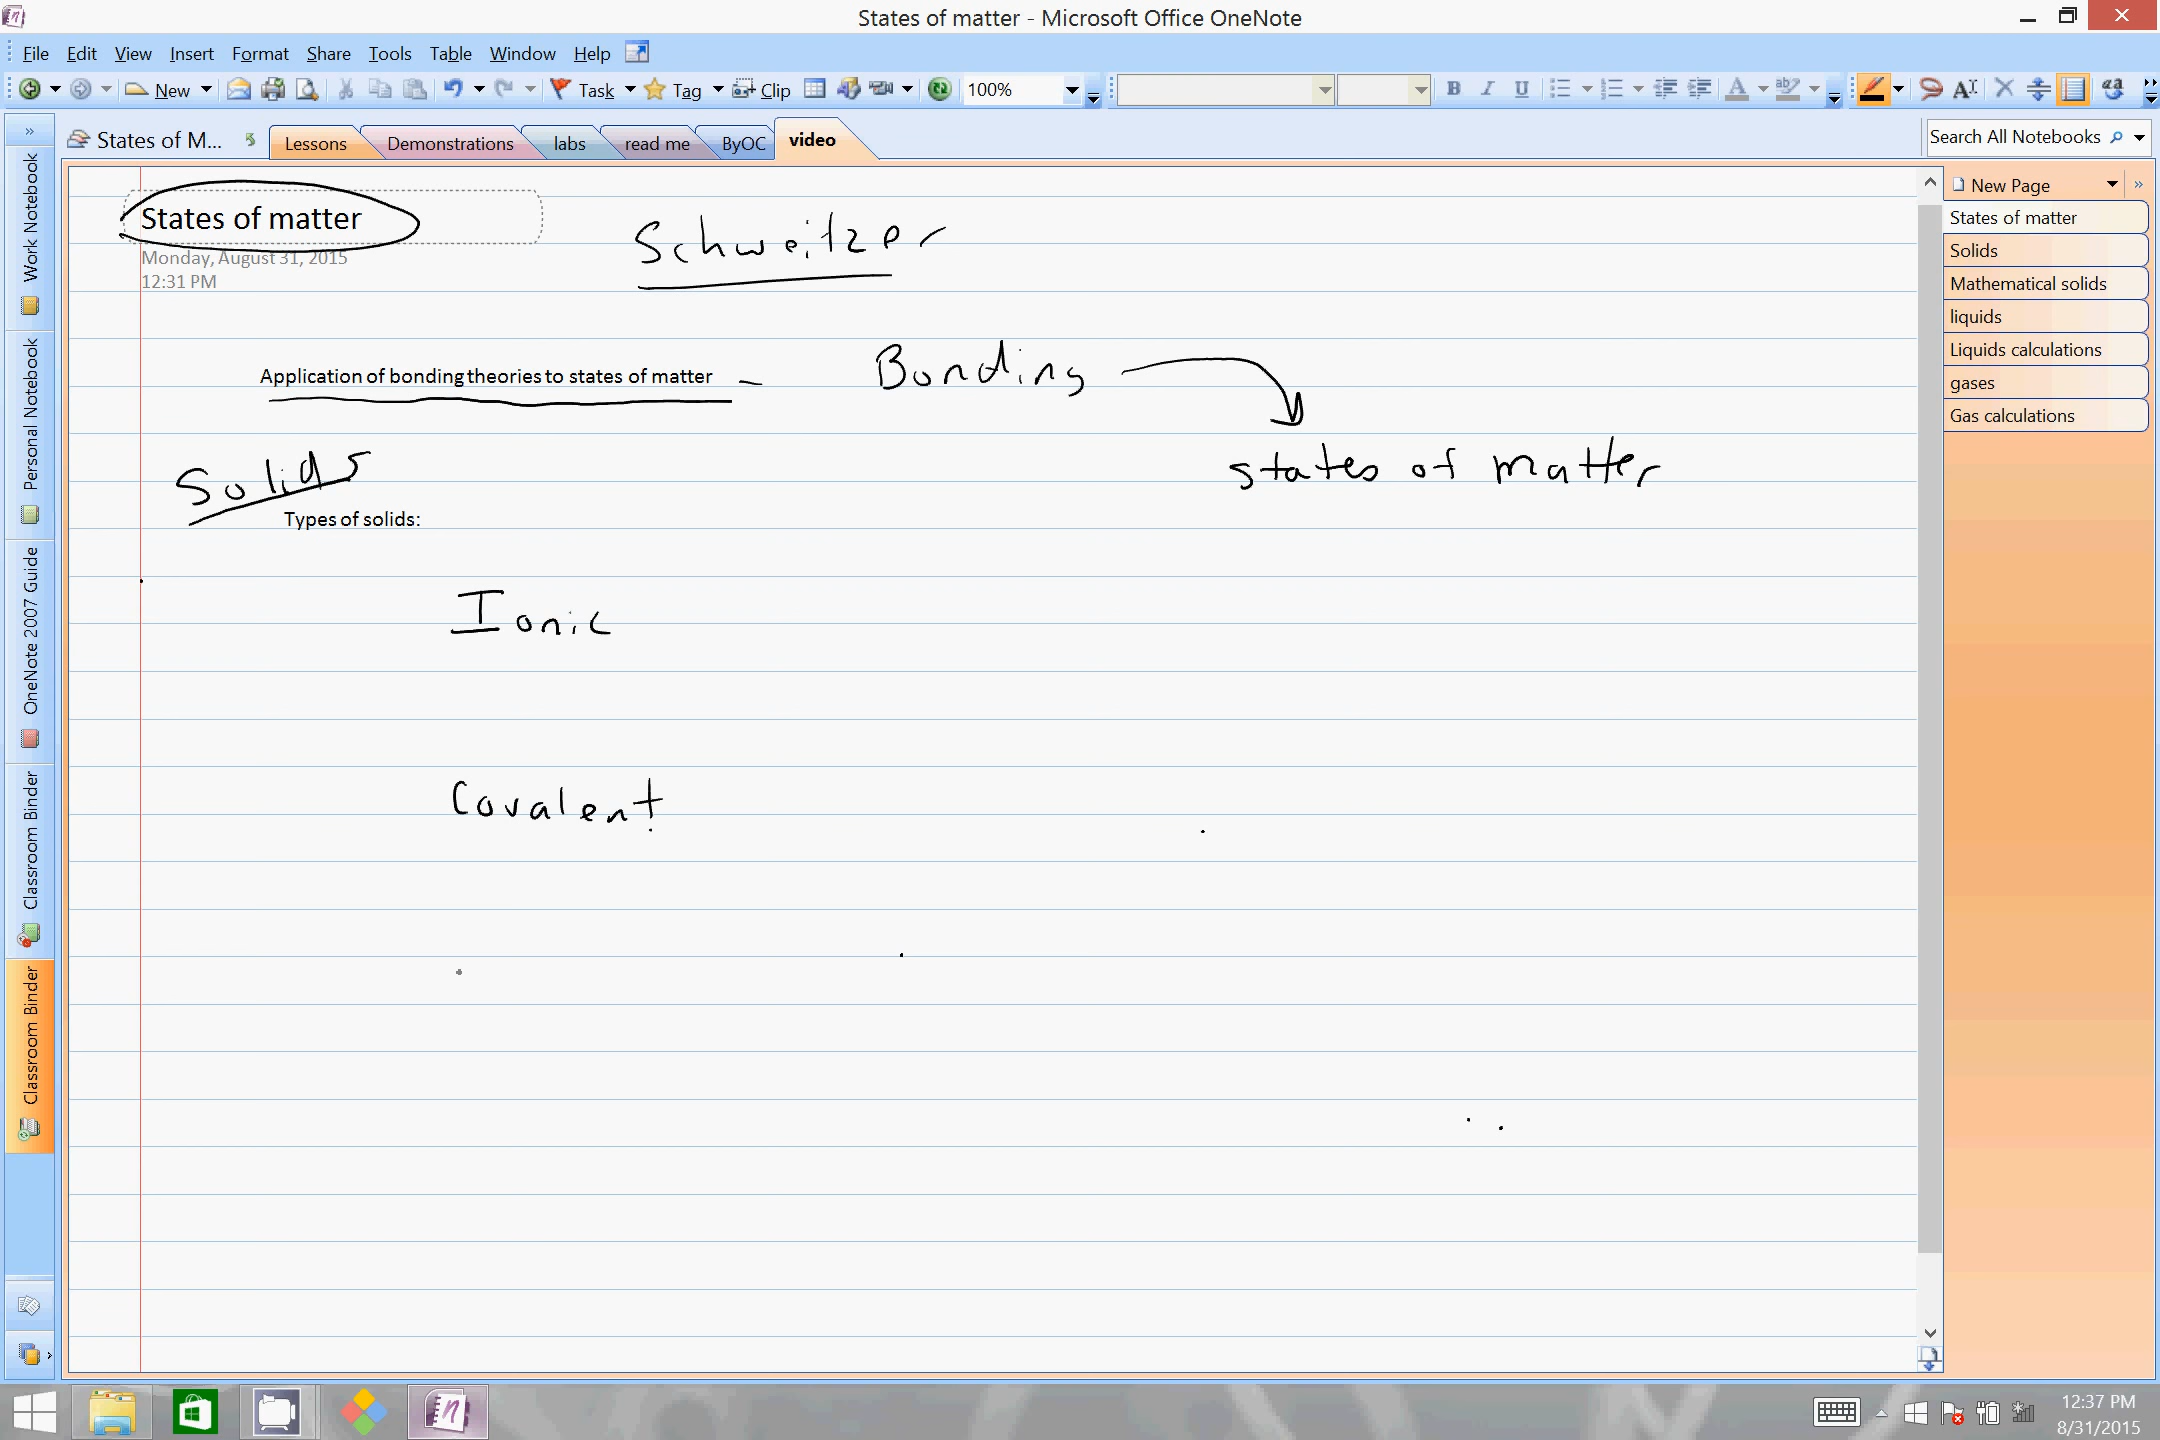 States of matter - Microsoft Office OneNote
File Edit View Insert Format Share Tools Table Window Help
New Task Tag Clip 100% B I U
States of M... Lessons Demonstrations labs read me ByOC video Search All Notebooks
States of matter
Monday, August 31, 2015
12:31 PM
Schweitzer
Application of bonding theories to states of matter – Bonding
states of matter
Solids
Types of solids:
Ionic
Covalent
New Page
States of matter
Solids
Mathematical solids
liquids
Liquids calculations
gases
Gas calculations
Work Notebook
Personal Notebook
OneNote 2007 Guide
Classroom Binder
Classroom Binder
12:37 PM
8/31/2015